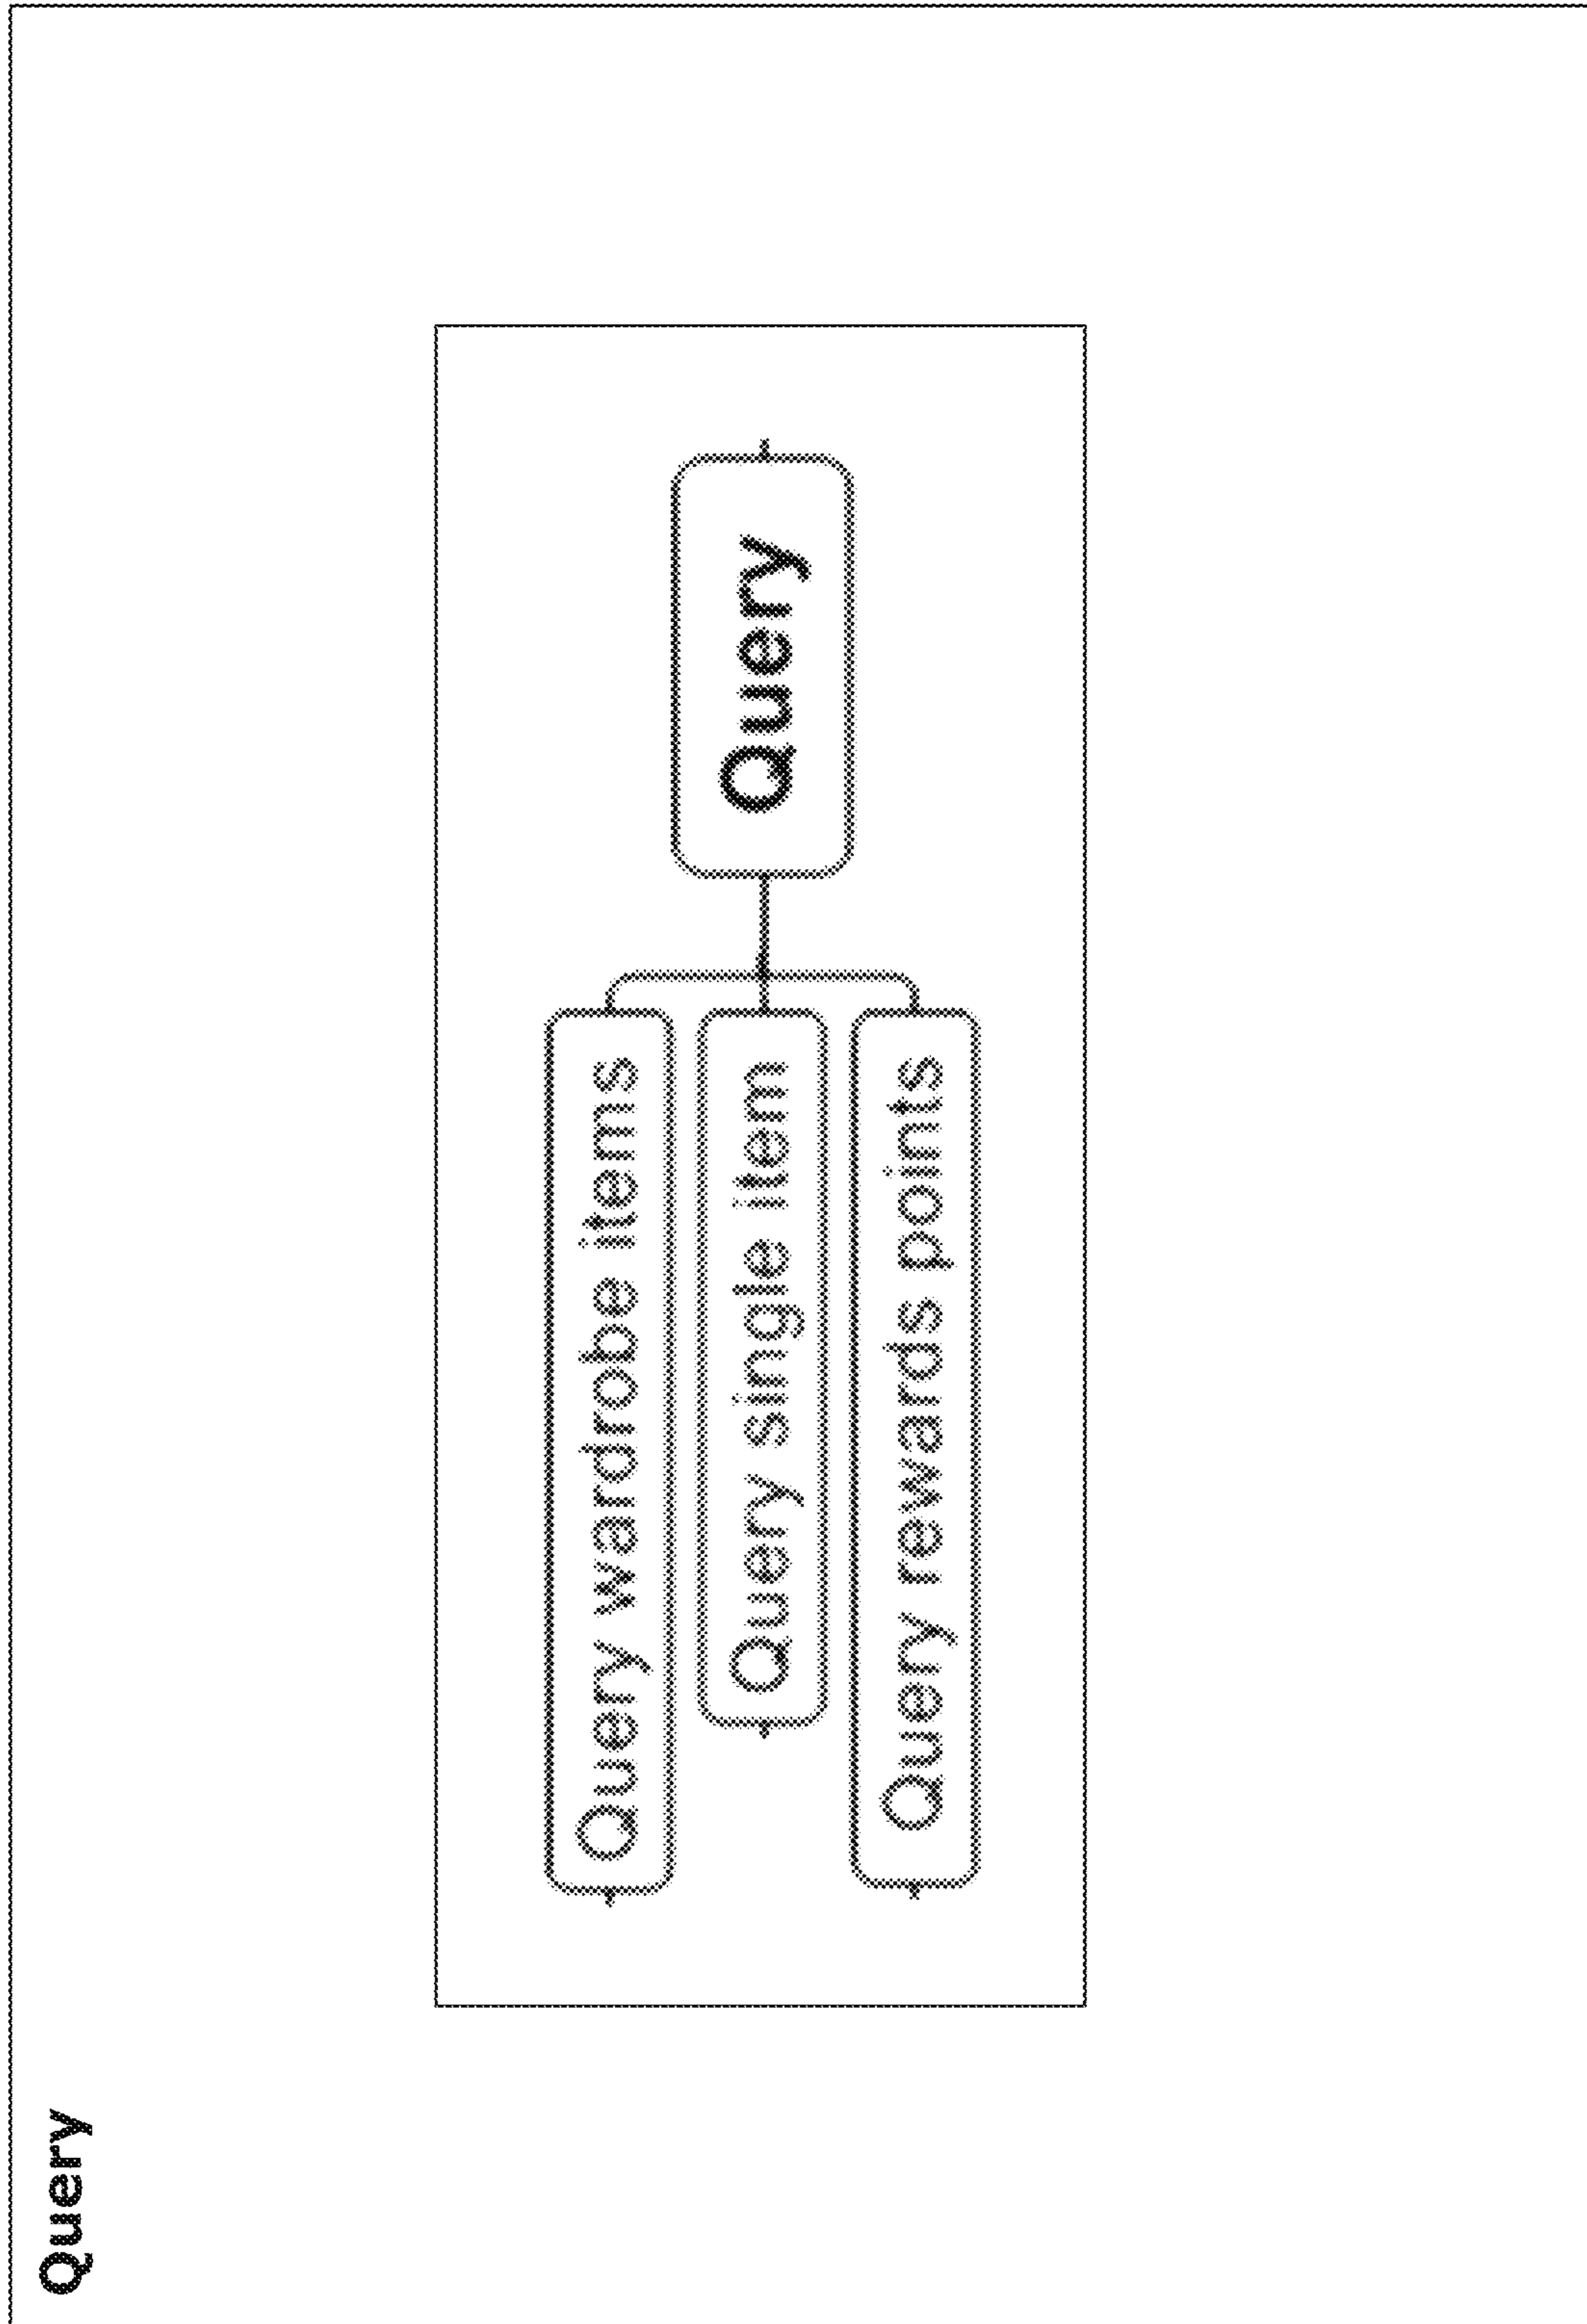 Query
Query wardrobe items
Query single item
Query rewards points
Query